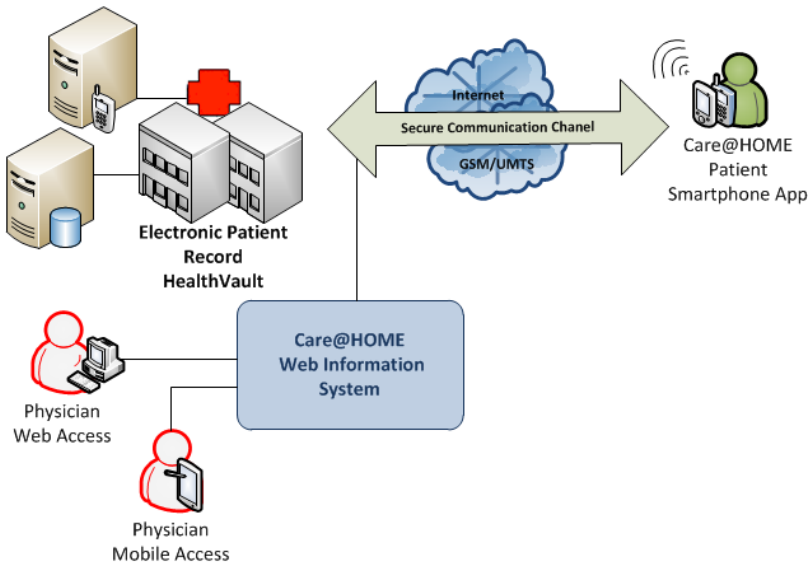 Internet
Secure Communication Chanel
GSM/UMTS
Care@HOME
Patient
Smartphone App
Electronic Patient
Record
HealthVault
Care@HOME
Web Information
System
Physician
Web Access
Physician
Mobile Access